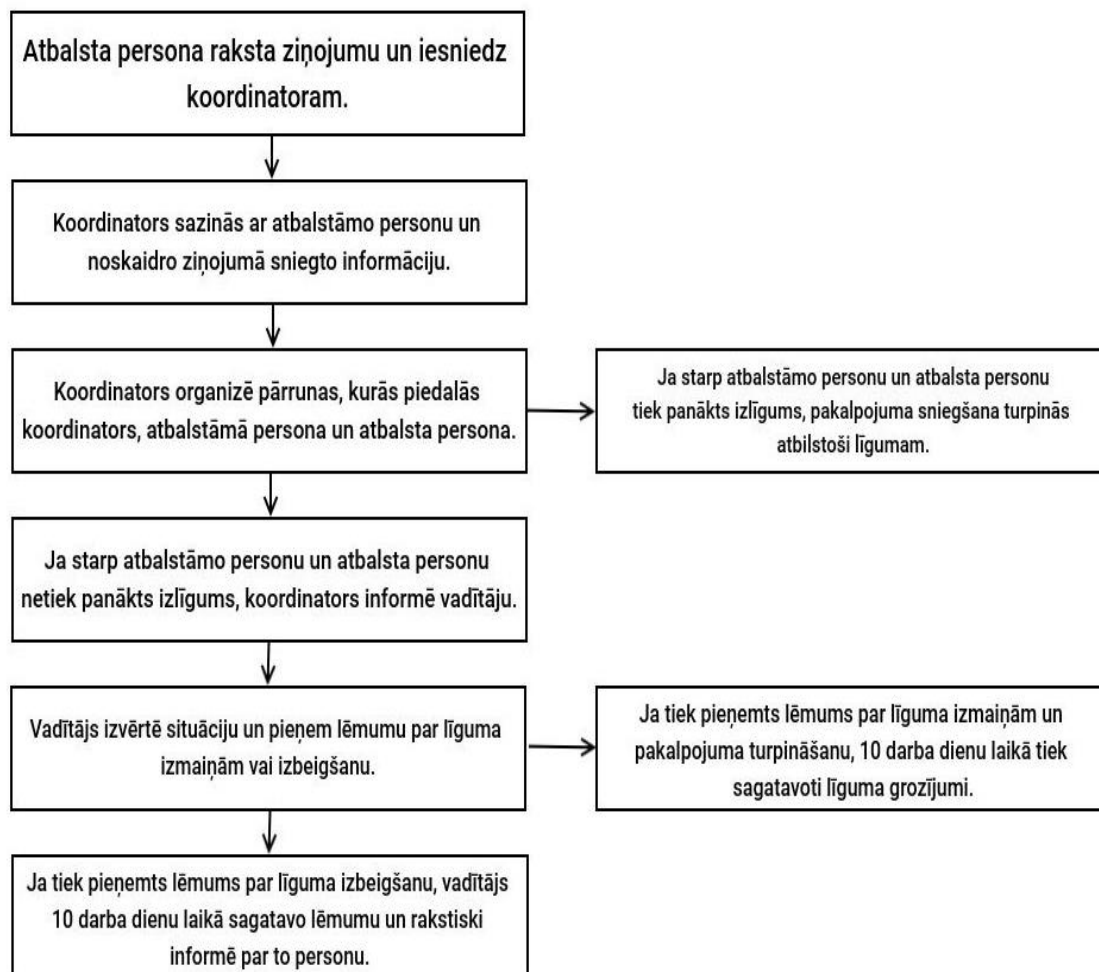 Atbalsta persona raksta ziņojumu un iesniedz
koordinatoram.
Koordinators sazinās ar atbalstāmo personu un
noskaidro ziņojumā sniegto informāciju.
Koordinators organizē pārrunas, kurās piedalās
koordinators, atbalstāmā persona un atbalsta persona.
Ja starp atbalstāmo personu un atbalsta personu
tiek panākts izlīgums, pakalpojuma sniegšana turpinās
atbilstoši līgumam.
Ja starp atbalstāmo personu un atbalsta personu
netiek panākts izlīgums, koordinators informē vadītāju.
Vadītājs izvērtē situāciju un pieņem lēmumu par līguma
izmaiņām vai izbeigšanu.
Ja tiek pieņemts lēmums par līguma izmaiņām un
pakalpojuma turpināšanu, 10 darba dienu laikā tiek
sagatavoti līguma grozījumi.
Ja tiek pieņemts lēmums par līguma izbeigšanu, vadītājs
10 darba dienu laikā sagatavo lēmumu un rakstiski
informē par to personu.